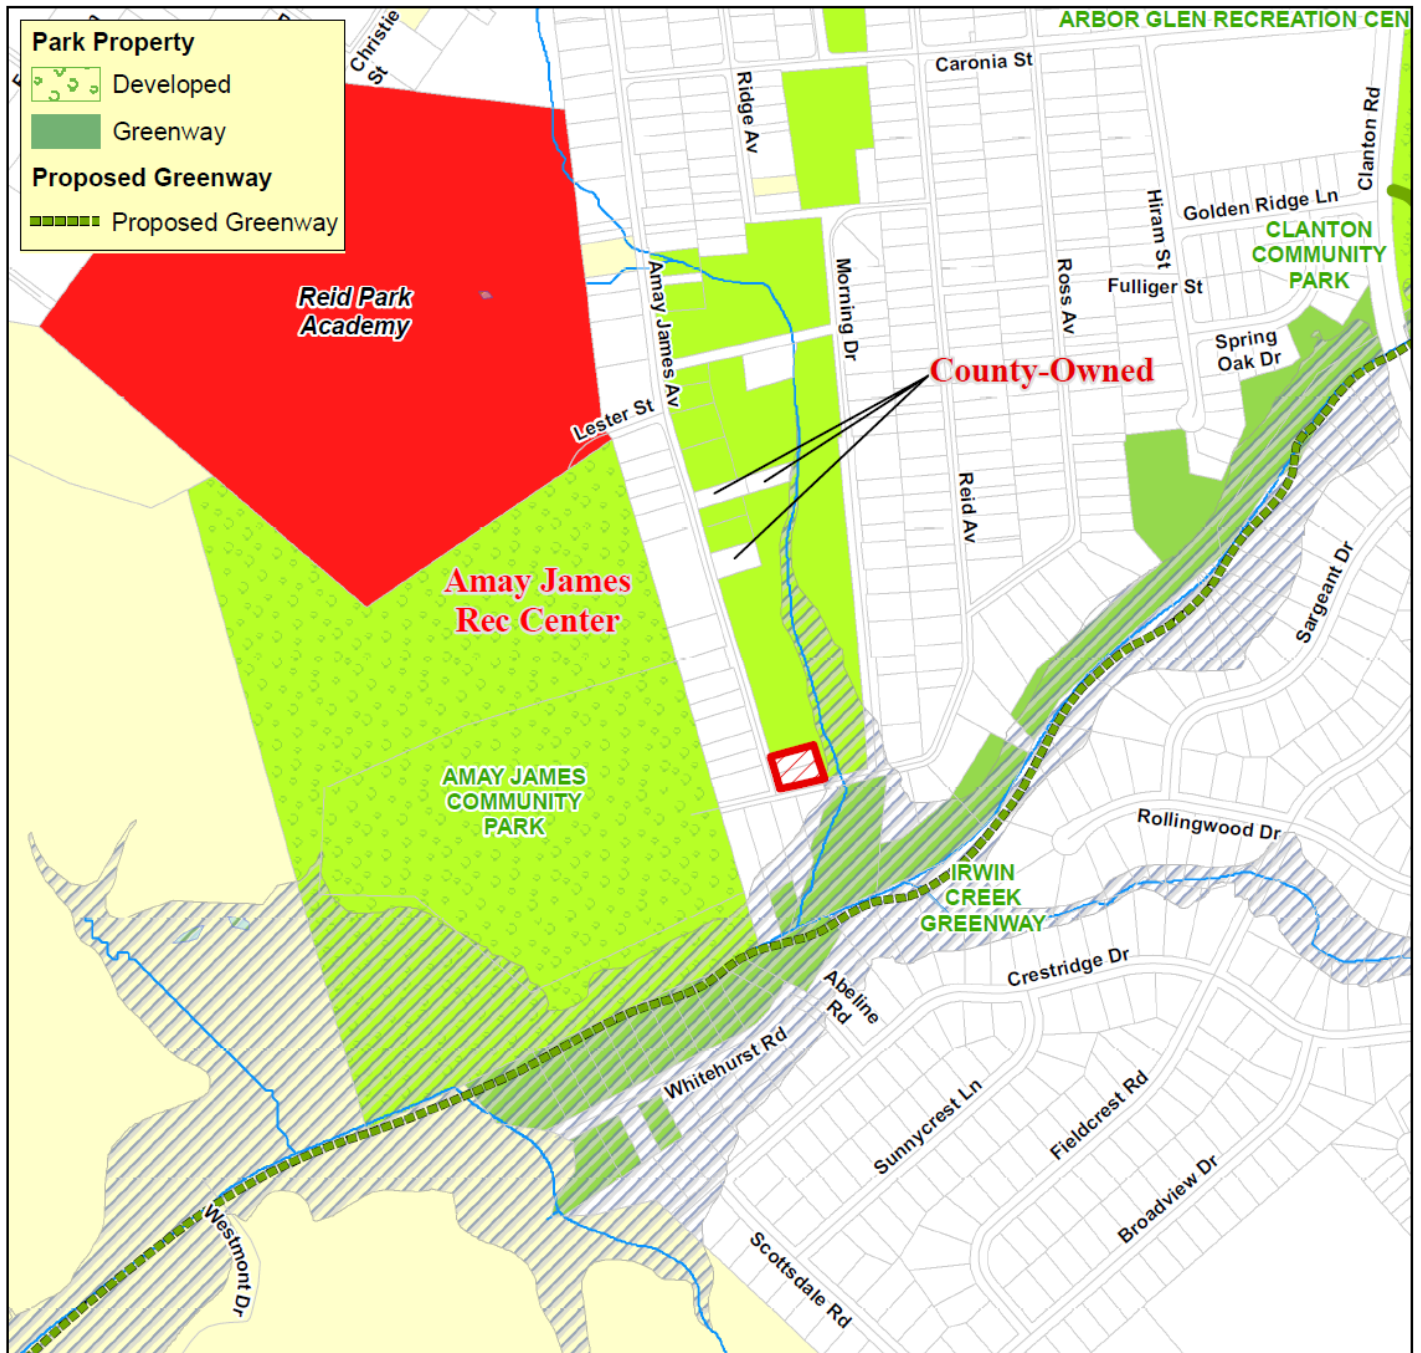 Park Property
Developed
Greenway
Proposed Greenway
Proposed Greenway
Christie
St
ARBOR GLEN RECREATION CEN
Caronia St
Ridge Av
Clanton Rd
Hiram St
Golden Ridge Ln
CLANTON
COMMUNITY
PARK
Fulliger St
Spring
Oak Dr
Ross Av
Morning Dr
Amay James Av
Reid Park
Academy
County-Owned
Lester St
Reid Av
Sargeant Dr
Amay James
Rec Center
AMAY JAMES
COMMUNITY
PARK
Rollingwood Dr
IRWIN
CREEK
GREENWAY
Crestridge Dr
Abeline
Rd
Whitehurst Rd
Sunnycrest Ln
Fieldcrest Rd
Broadview Dr
Scottsdale Rd
Westmont Dr